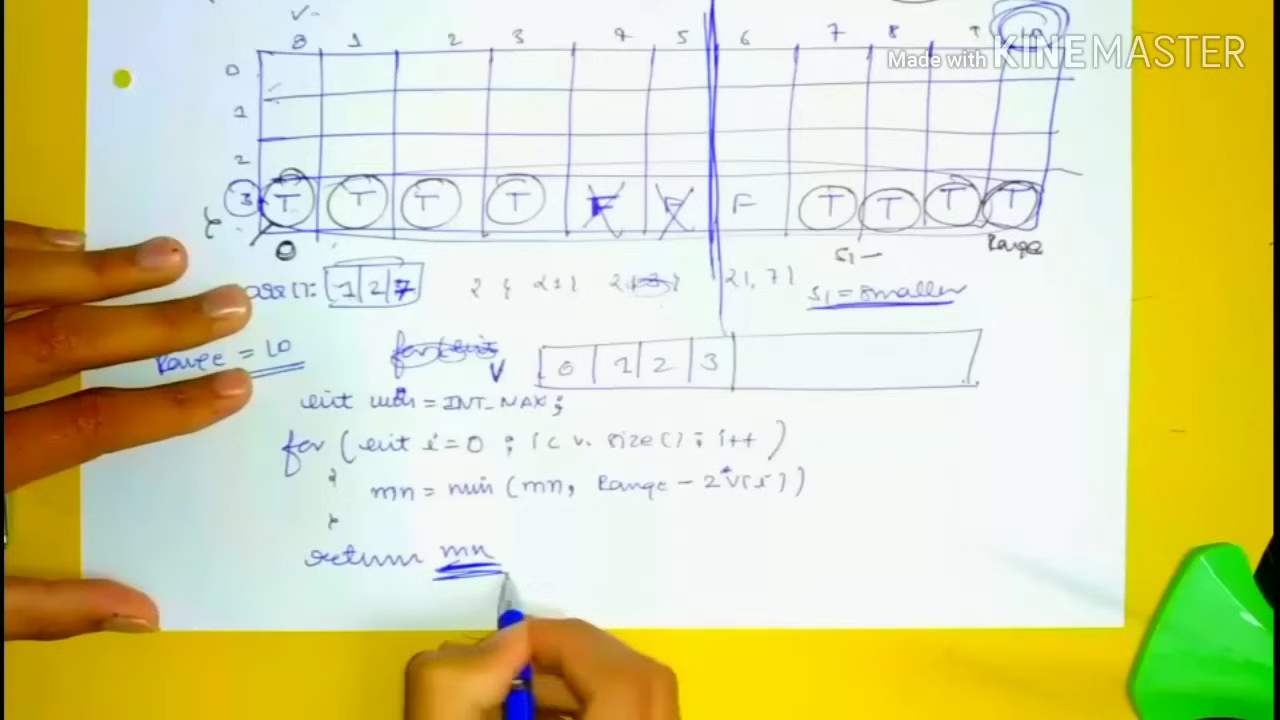 0 1 2 3 4 5 6 7 8 9 10
Made with KINEMASTER
0
1
2
3 T T T T F F F T T T T
0 S1— Range
arr[]: 1 2 7 {1, 7}
S1 = smaller
Range = 10
V 0 1 2 3
int mn = INT_MAX;
for (int i=0 ; i< v. size() ; i++ )
{ mn = min (mn, Range - 2*v[i])
}
return mn